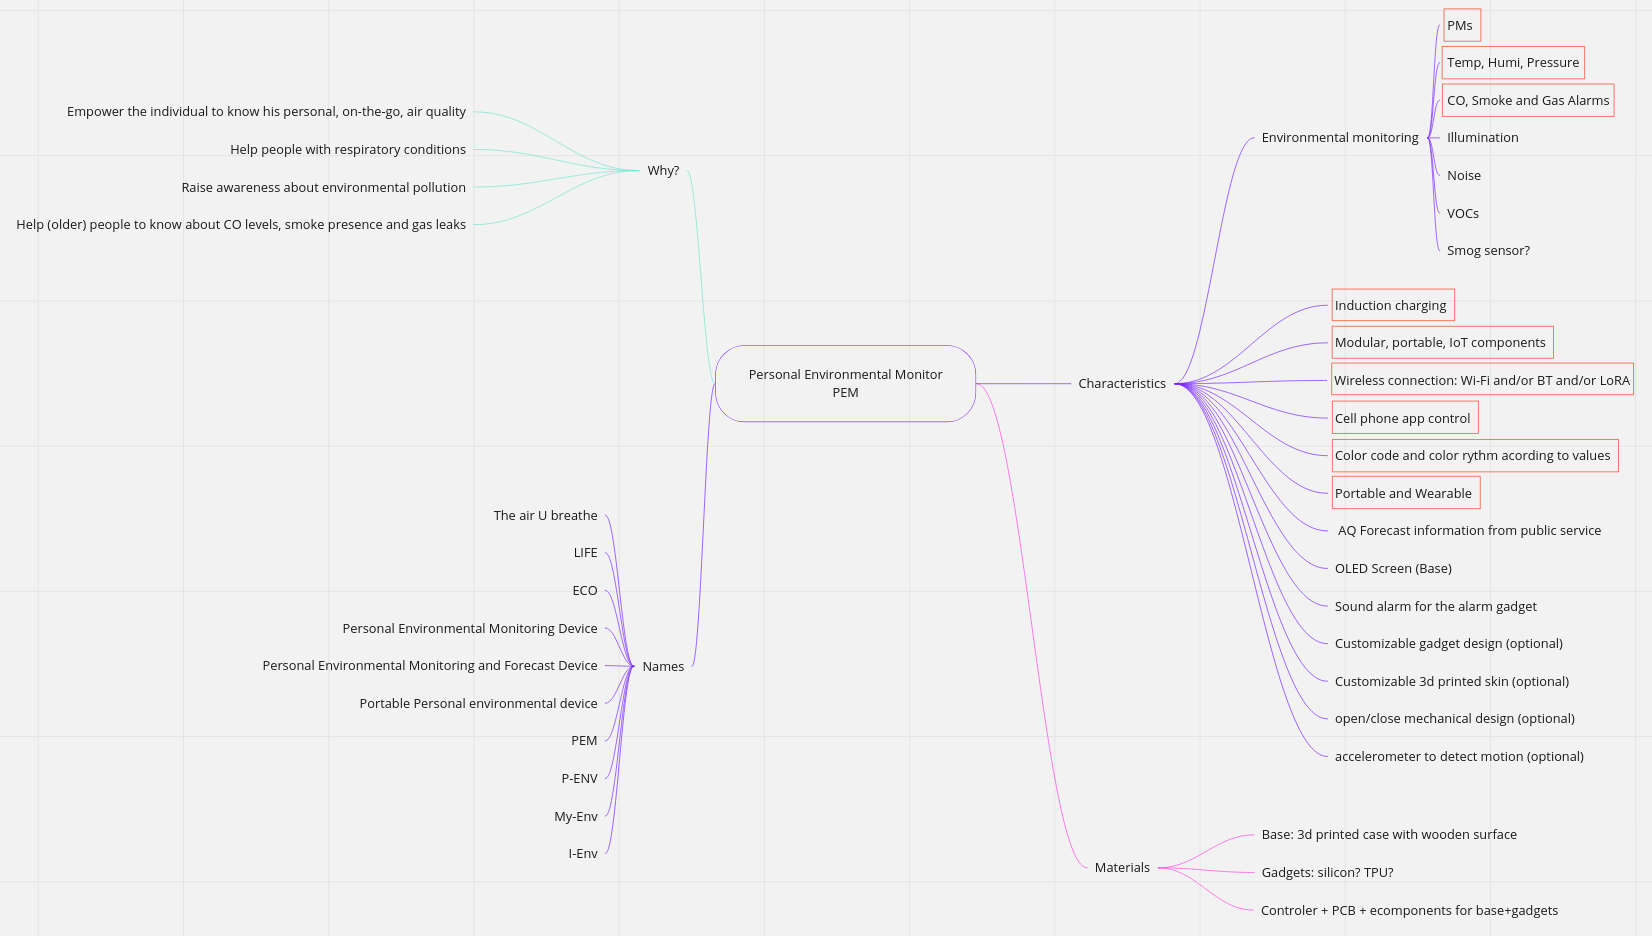 Personal Environmental Monitor
PEM
Why?
Empower the individual to know his personal, on-the-go, air quality
Help people with respiratory conditions
Raise awareness about environmental pollution
Help (older) people to know about CO levels, smoke presence and gas leaks
Names
The air U breathe
LIFE
ECO
Personal Environmental Monitoring Device
Personal Environmental Monitoring and Forecast Device
Portable Personal environmental device
PEM
P-ENV
My-Env
I-Env
Characteristics
Environmental monitoring
PMs
Temp, Humi, Pressure
CO, Smoke and Gas Alarms
Illumination
Noise
VOCs
Smog sensor?
Induction charging
Modular, portable, IoT components
Wireless connection: Wi-Fi and/or BT and/or LoRA
Cell phone app control
Color code and color rythm acording to values
Portable and Wearable
AQ Forecast information from public service
OLED Screen (Base)
Sound alarm for the alarm gadget
Customizable gadget design (optional)
Customizable 3d printed skin (optional)
open/close mechanical design (optional)
accelerometer to detect motion (optional)
Materials
Base: 3d printed case with wooden surface
Gadgets: silicon? TPU?
Controler + PCB + ecomponents for base+gadgets